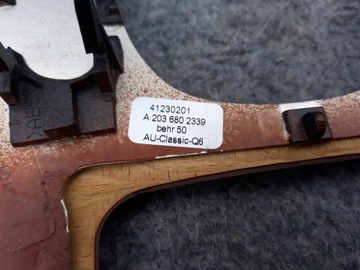 41230201
A 203 680 2339
behr 50
AU-Classic-Q6